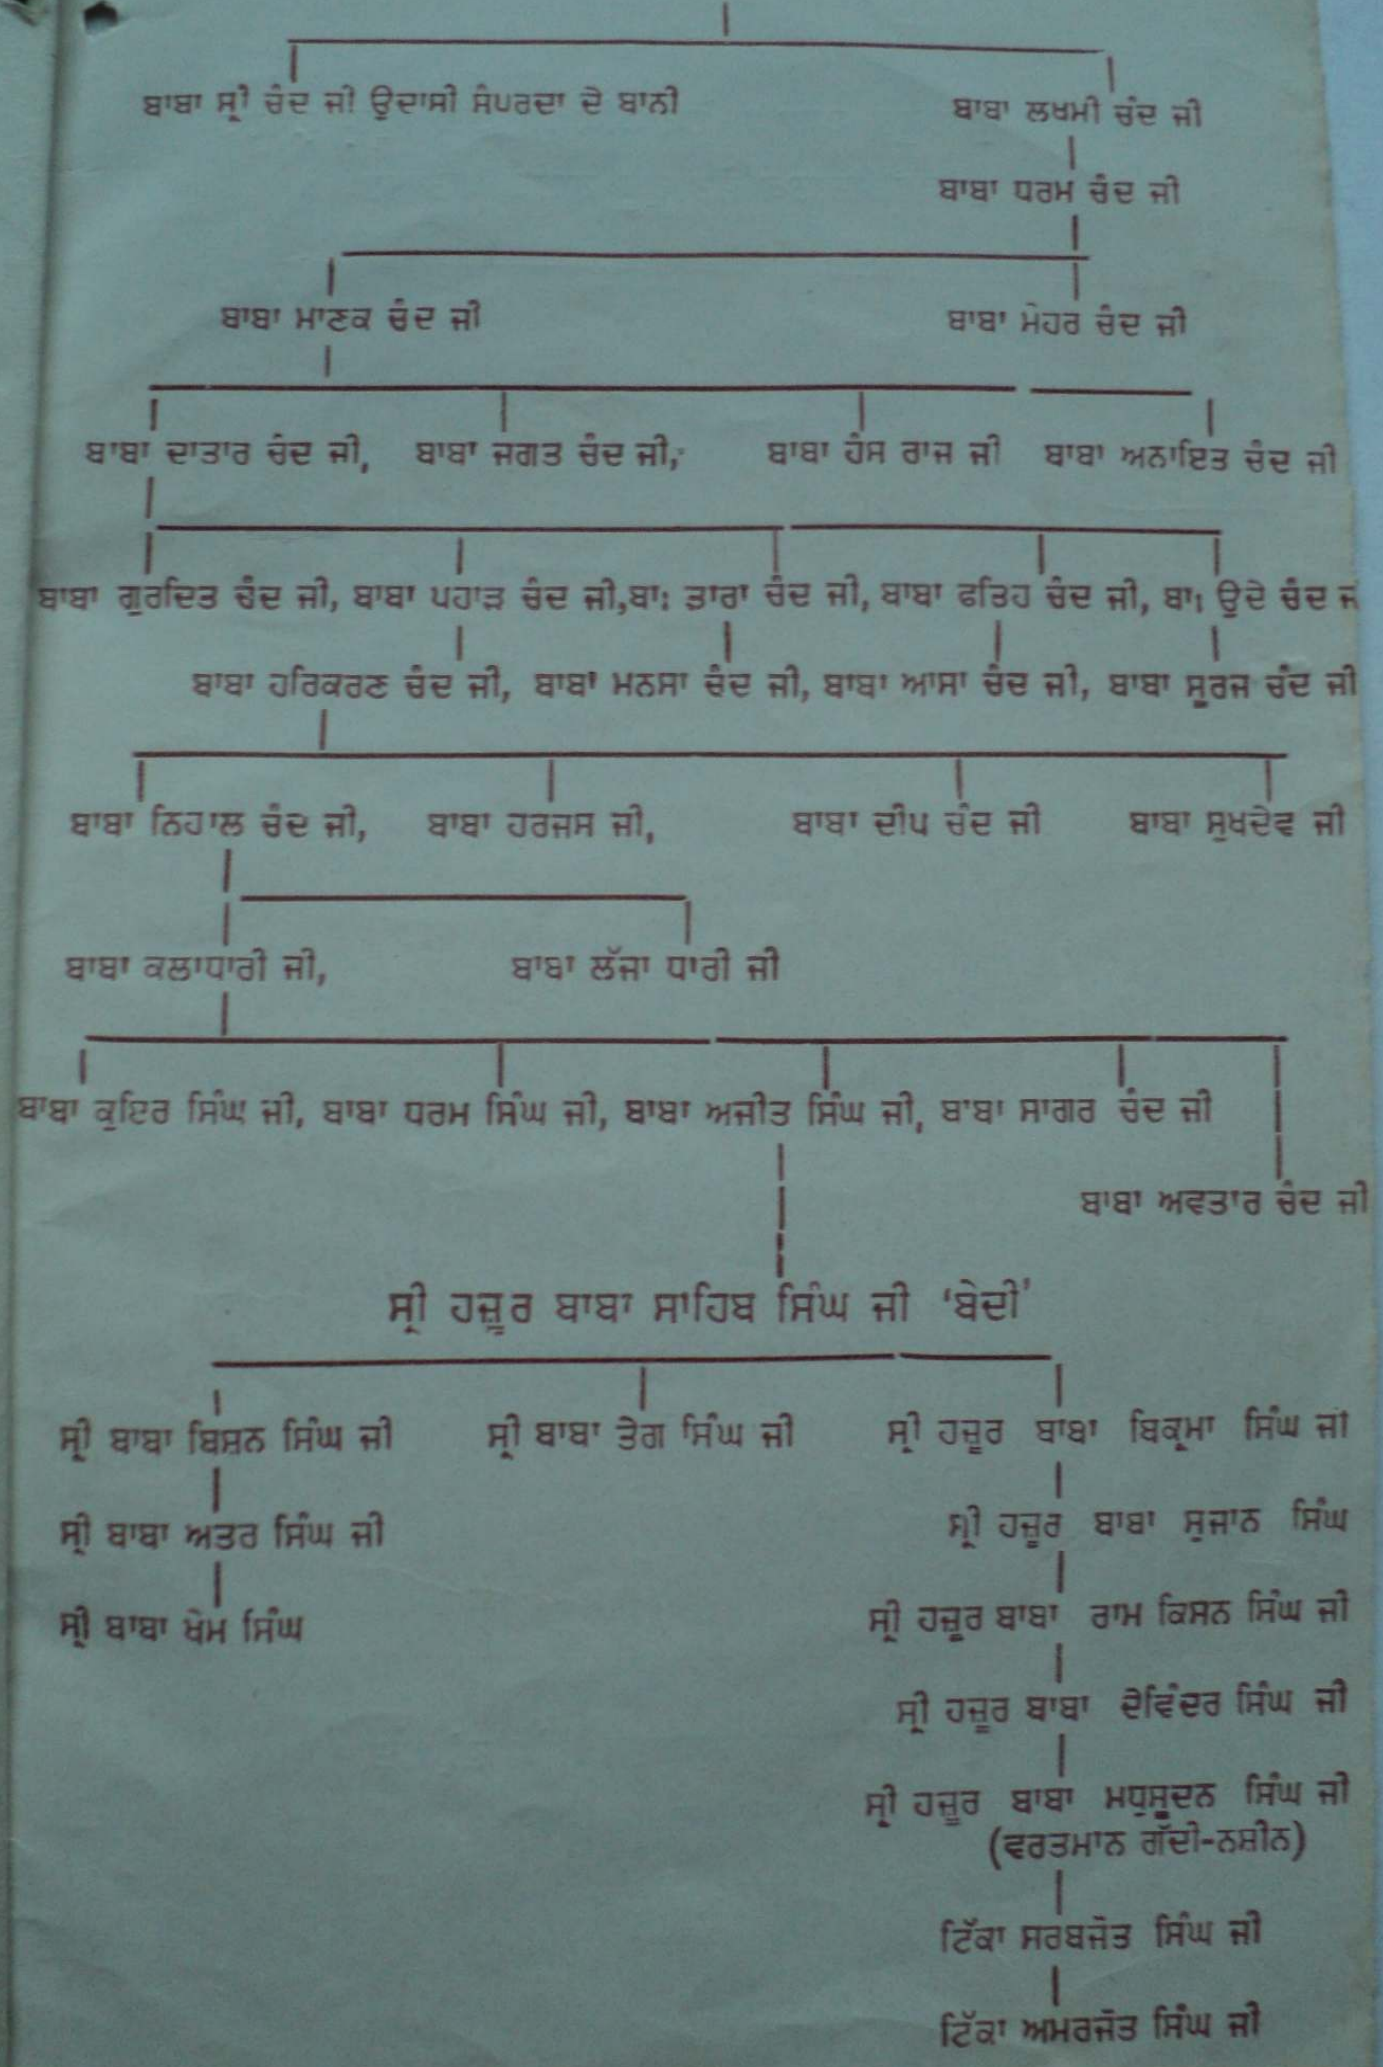 ਬਾਬਾ ਸ੍ਰੀ ਚੰਦ ਜੀ ਉਦਾਸੀ ਸੰਪਰਦਾ ਦੇ ਬਾਨੀ ਬਾਬਾ ਲਖਮੀ ਚੰਦ ਜੀ
ਬਾਬਾ ਧਰਮ ਚੰਦ ਜੀ
ਬਾਬਾ ਮਾਣਕ ਚੰਦ ਜੀ ਬਾਬਾ ਮੇਹਰ ਚੰਦ ਜੀ
ਬਾਬਾ ਦਾਤਾਰ ਚੰਦ ਜੀ, ਬਾਬਾ ਜਗਤ ਚੰਦ ਜੀ, ਬਾਬਾ ਹੰਸ ਰਾਜ ਜੀ ਬਾਬਾ ਅਨਾਇਤ ਚੰਦ ਜੀ
ਬਾਬਾ ਗੁਰਦਿਤ ਚੰਦ ਜੀ, ਬਾਬਾ ਪਹਾੜ ਚੰਦ ਜੀ,ਬਾ: ਤਾਰਾ ਚੰਦ ਜੀ, ਬਾਬਾ ਫਤਿਹ ਚੰਦ ਜੀ, ਬਾ: ਉਦੇ ਚੰਦ ਜੀ
ਬਾਬਾ ਹਰਿਕਰਣ ਚੰਦ ਜੀ, ਬਾਬਾ ਮਨਸਾ ਚੰਦ ਜੀ, ਬਾਬਾ ਆਸਾ ਚੰਦ ਜੀ, ਬਾਬਾ ਸੂਰਜ ਚੰਦ ਜੀ
ਬਾਬਾ ਨਿਹਾਲ ਚੰਦ ਜੀ, ਬਾਬਾ ਹਰਜਸ ਜੀ, ਬਾਬਾ ਦੀਪ ਚੰਦ ਜੀ ਬਾਬਾ ਸੁਖਦੇਵ ਜੀ
ਬਾਬਾ ਕਲਾਧਾਰੀ ਜੀ, ਬਾਬਾ ਲੱਜਾ ਧਾਰੀ ਜੀ
ਬਾਬਾ ਕੁਇਰ ਸਿੰਘ ਜੀ, ਬਾਬਾ ਧਰਮ ਸਿੰਘ ਜੀ, ਬਾਬਾ ਅਜੀਤ ਸਿੰਘ ਜੀ, ਬਾਬਾ ਸਾਗਰ ਚੰਦ ਜੀ
ਬਾਬਾ ਅਵਤਾਰ ਚੰਦ ਜੀ
ਸ੍ਰੀ ਹਜ਼ੂਰ ਬਾਬਾ ਸਾਹਿਬ ਸਿੰਘ ਜੀ ‘ਬੇਦੀ’
ਸ੍ਰੀ ਬਾਬਾ ਬਿਸ਼ਨ ਸਿੰਘ ਜੀ ਸ੍ਰੀ ਬਾਬਾ ਤੇਗ ਸਿੰਘ ਜੀ ਸ੍ਰੀ ਹਜ਼ੂਰ ਬਾਬਾ ਬਿਕ੍ਰਮਾ ਸਿੰਘ ਜੀ
ਸ੍ਰੀ ਬਾਬਾ ਅਤਰ ਸਿੰਘ ਜੀ ਸ੍ਰੀ ਹਜ਼ੂਰ ਬਾਬਾ ਸੁਜਾਨ ਸਿੰਘ
ਸ੍ਰੀ ਬਾਬਾ ਖੇਮ ਸਿੰਘ ਸ੍ਰੀ ਹਜ਼ੂਰ ਬਾਬਾ ਰਾਮ ਕਿਸਨ ਸਿੰਘ ਜੀ
ਸ੍ਰੀ ਹਜ਼ੂਰ ਬਾਬਾ ਦੇਵਿੰਦਰ ਸਿੰਘ ਜੀ
ਸ੍ਰੀ ਹਜ਼ੂਰ ਬਾਬਾ ਮਧੁਸੂਦਨ ਸਿੰਘ ਜੀ
(ਵਰਤਮਾਨ ਗੱਦੀ-ਨਸ਼ੀਨ)
ਟਿੱਕਾ ਸਰਬਜੋਤ ਸਿੰਘ ਜੀ
ਟਿੱਕਾ ਅਮਰਜੋਤ ਸਿੰਘ ਜੀ